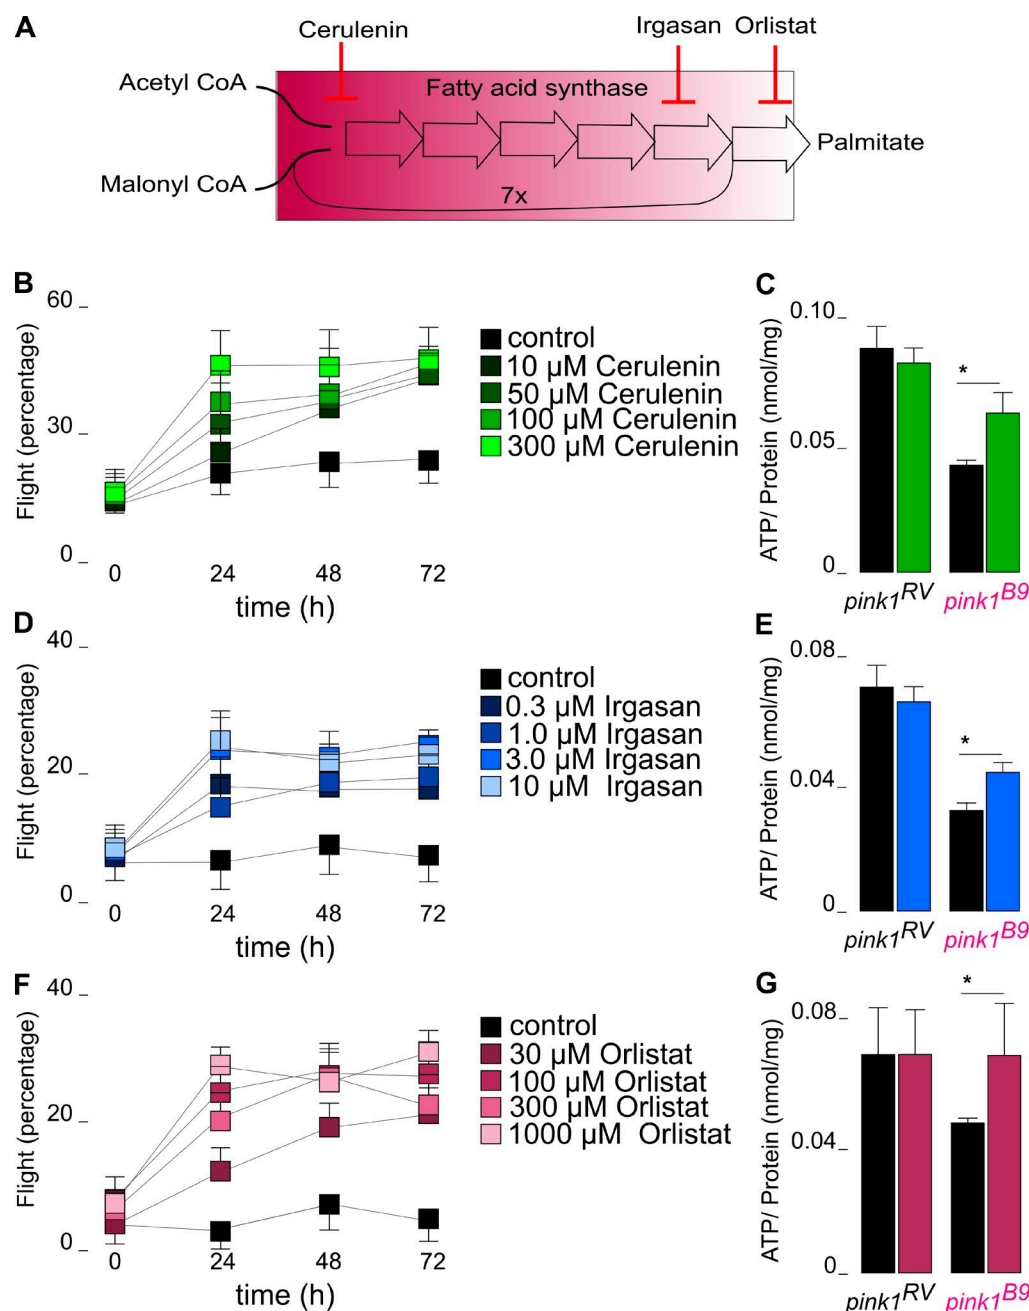 A
Cerulenin
Irgasan Orlistat
Acetyl CoA
Fatty acid synthase
Palmitate
Malonyl CoA
7x
B
60
30
0
Flight (percentage)
0 24 48 72
time (h)
control
10 µM Cerulenin
50 µM Cerulenin
100 µM Cerulenin
300 µM Cerulenin
C
0.10
0.05
0
ATP/ Protein (nmol/mg)
*
pink1RV pink1B9
D
40
20
0
Flight (percentage)
0 24 48 72
time (h)
control
0.3 µM Irgasan
1.0 µM Irgasan
3.0 µM Irgasan
10 µM Irgasan
E
0.08
0.04
0
ATP/ Protein (nmol/mg)
*
pink1RV pink1B9
F
40
20
0
Flight (percentage)
0 24 48 72
time (h)
control
30 µM Orlistat
100 µM Orlistat
300 µM Orlistat
1000 µM Orlistat
G
0.08
0.04
0
ATP/ Protein (nmol/mg)
*
pink1RV pink1B9